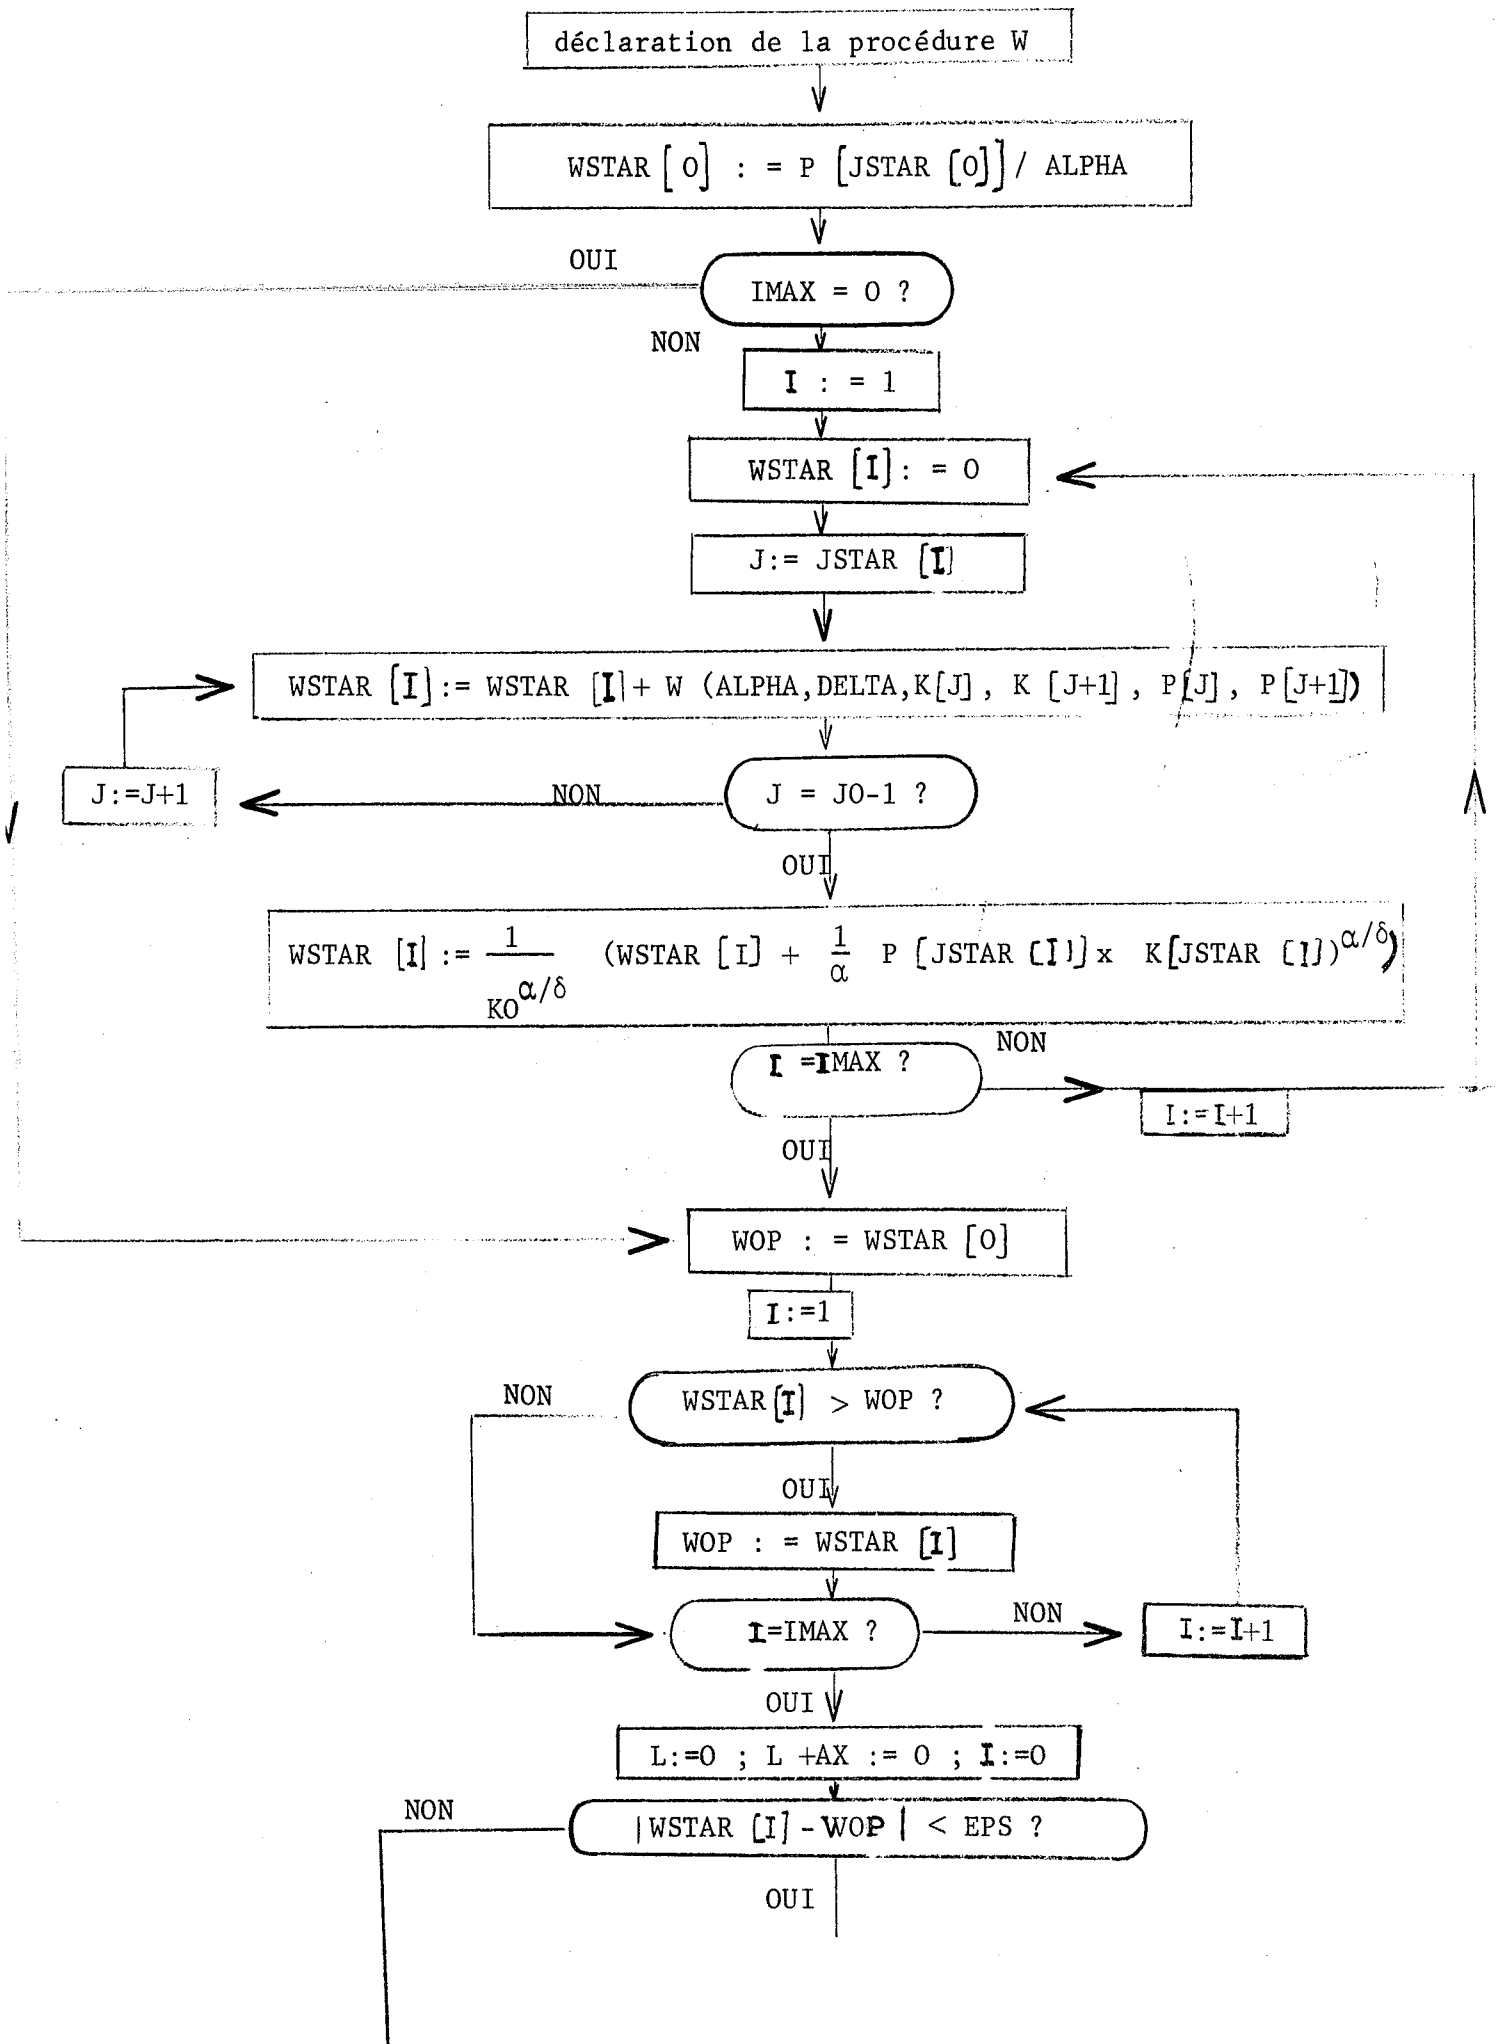 déclaration de la procédure W
WSTAR [0] : = P [JSTAR [0]] / ALPHA
OUI
IMAX = 0 ?
NON
I : = 1
WSTAR [I] : = 0
J:= JSTAR [I]
WSTAR [I] := WSTAR [I] + W (ALPHA,DELTA,K[J], K [J+1], P[J], P[J+1])
J:=J+1
NON
J = JO-1 ?
OUI
WSTAR [I] := 1/KO^α/δ (WSTAR [I] + 1/α P [JSTAR [I]] x K[JSTAR [I])^α/δ)
NON
I =IMAX ?
I:=I+1
OUI
WOP : = WSTAR [0]
I:=1
NON
WSTAR[I] > WOP ?
OUI
WOP : = WSTAR [I]
NON
I=IMAX ?
I:=I+1
OUI
L:=0 ; L +AX := 0 ; I:=0
NON
|WSTAR [I] - WOP | < EPS ?
OUI